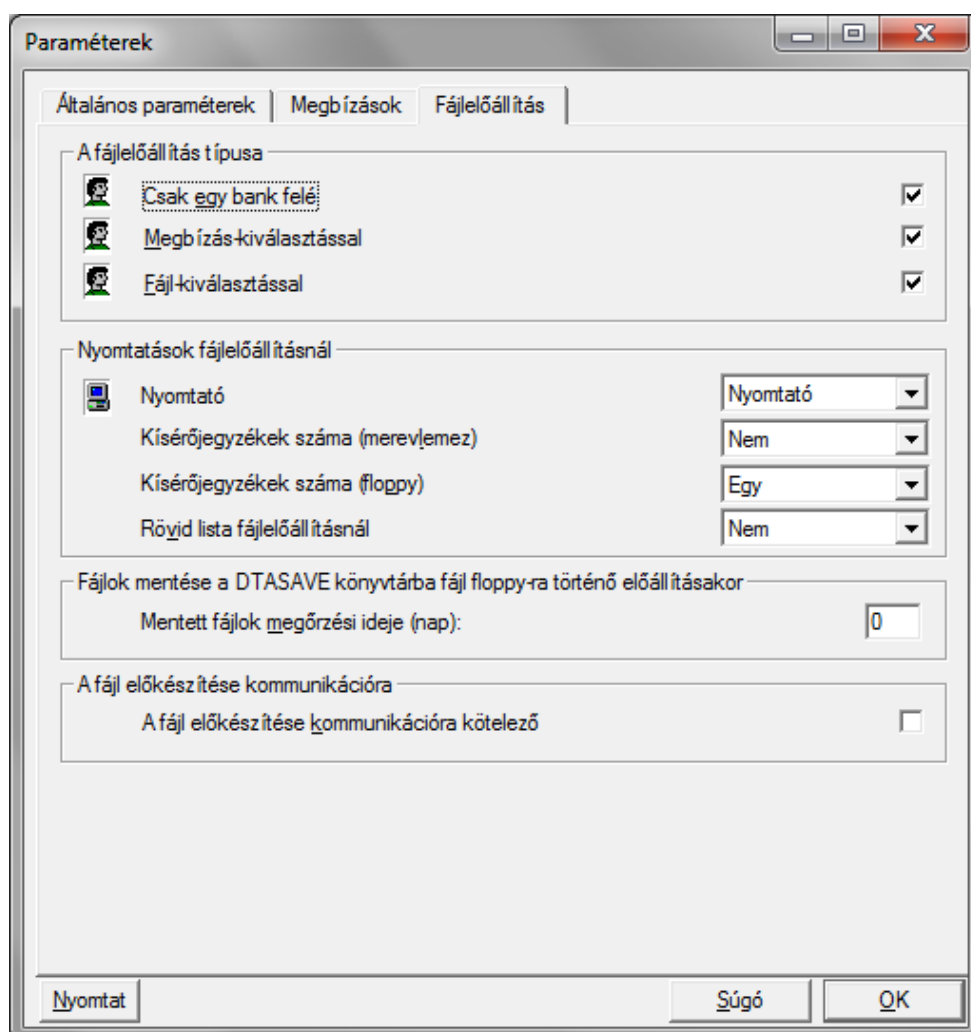 Paraméterek
Általános paraméterek Megbízások Fájlelőállítás
A fájlelőállítás típusa
Csak egy bank felé
Megbízás-kiválasztással
Fájl-kiválasztással
Nyomtatások fájlelőállításnál
Nyomtató Nyomtató
Kísérőjegyzékek száma (merevlemez) Nem
Kísérőjegyzékek száma (floppy) Egy
Rövid lista fájlelőállításnál Nem
Fájlok mentése a DTASAVE könyvtárba fájl floppy-ra történő előállításakor
Mentett fájlok megőrzési ideje (nap): 0
A fájl előkészítése kommunikációra
A fájl előkészítése kommunikációra kötelező
Nyomtat Súgó OK